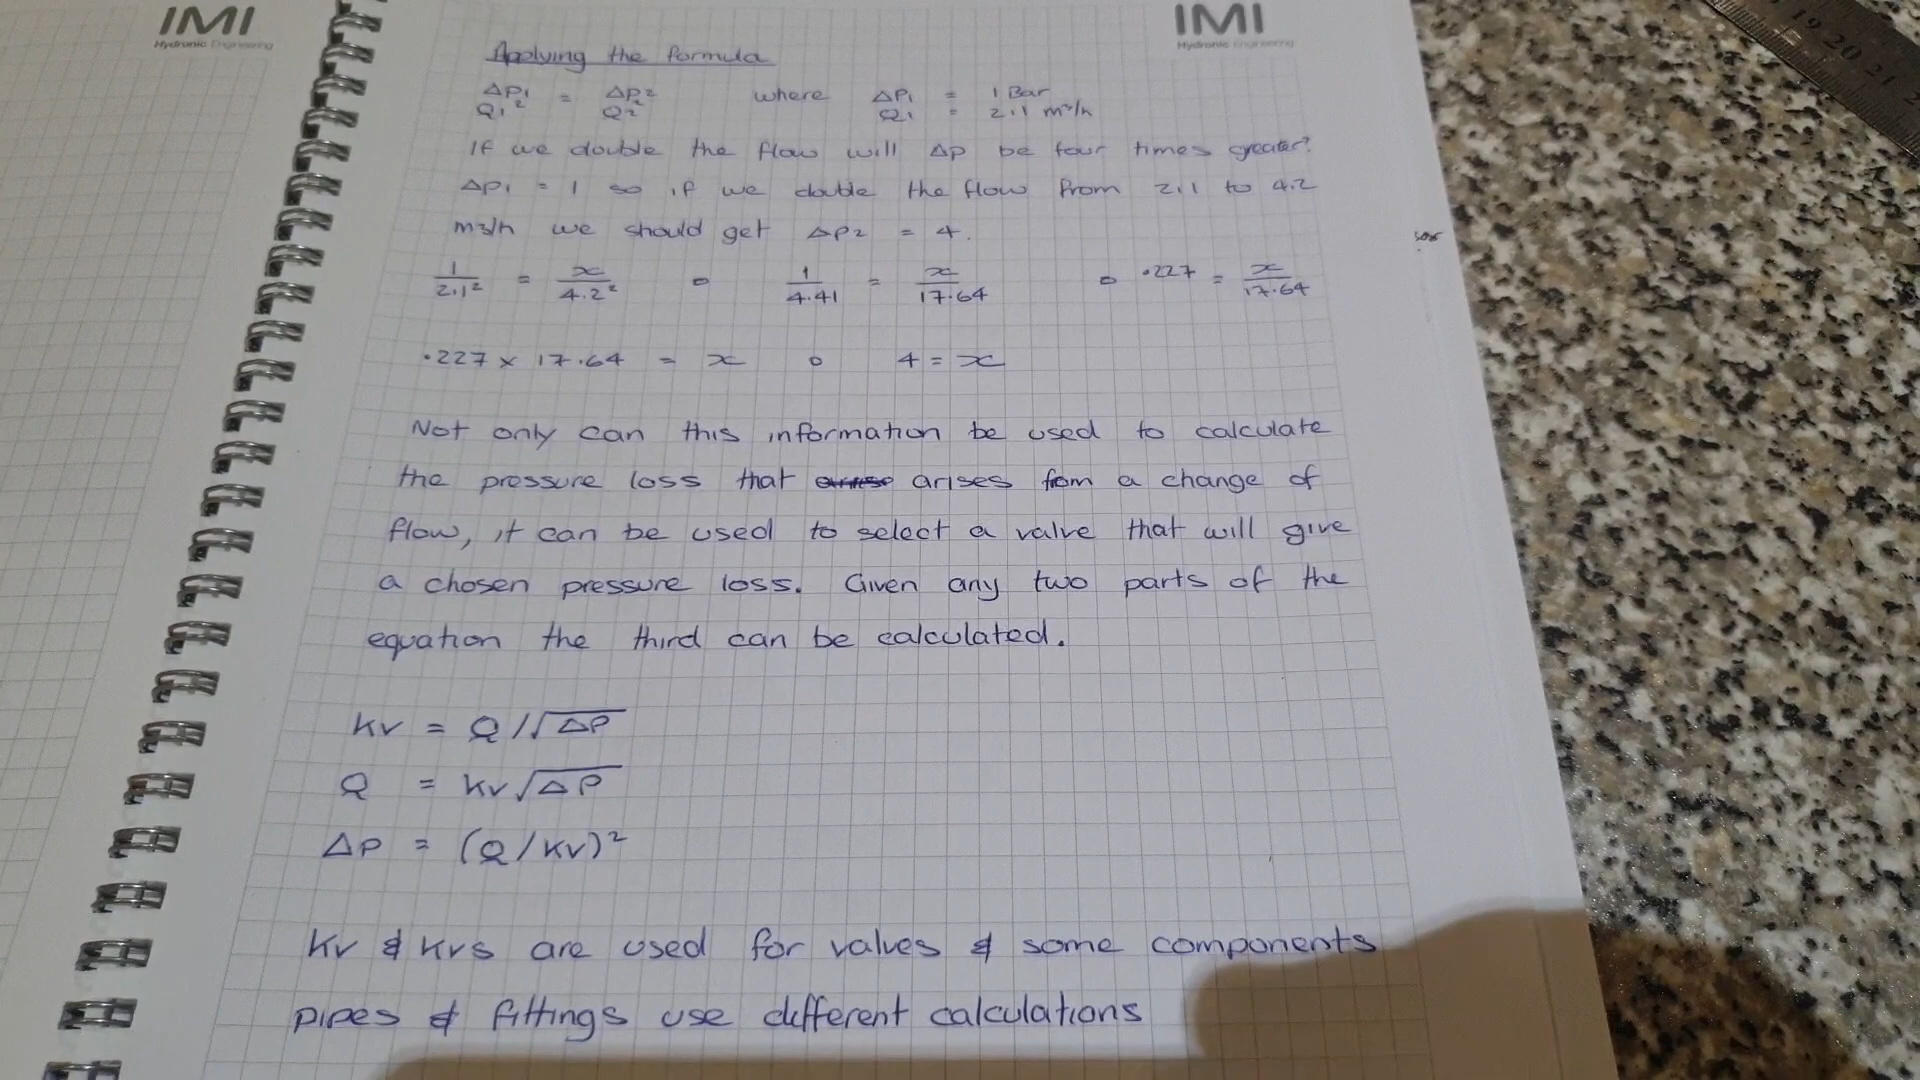 IMI
Hydronic Engineering
IMI
Hydronic Engineering
Applying the formula
ΔP₁/Q₁² = ΔP₂/Q₂² where ΔP₁ = 1 Bar
Q₁ = 2.1 m³/h
If we double the flow will ΔP be four times greater?
ΔP₁ = 1 so if we double the flow from 2.1 to 4.2
m3/h we should get ΔP2 = 4.
1/2.1² = x/4.2² o 1/4.41 = x/17.64 o .227 = x/17.64
.227 x 17.64 = x o 4 = x
Not only can this information be used to calculate
the pressure loss that arises from a change of
flow, it can be used to select a valve that will give
a chosen pressure loss. Given any two parts of the
equation the third can be calculated.
Kv = Q/√ΔP
Q = Kv√ΔP
ΔP = (Q/Kv)²
Kv & Kvs are used for valves & some components
pipes & fittings use different calculations
19 20 21